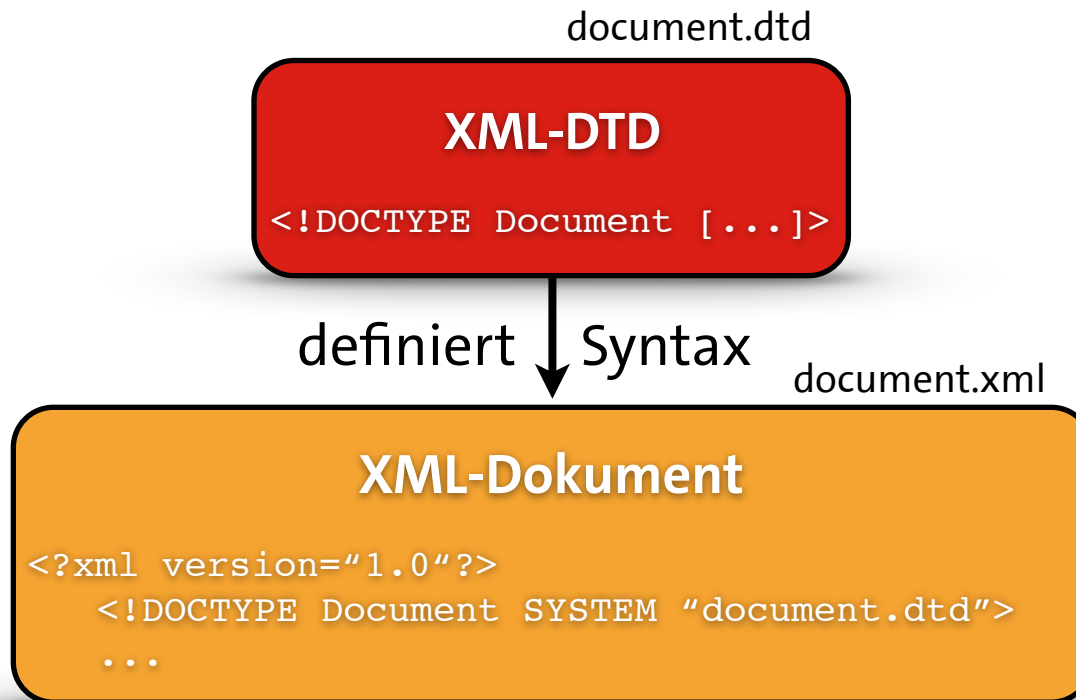 document.dtd
XML-DTD
<!DOCTYPE Document [...]>
definiert Syntax
document.xml
XML-Dokument
<?xml version=“1.0“?>
<!DOCTYPE Document SYSTEM “document.dtd”>
...